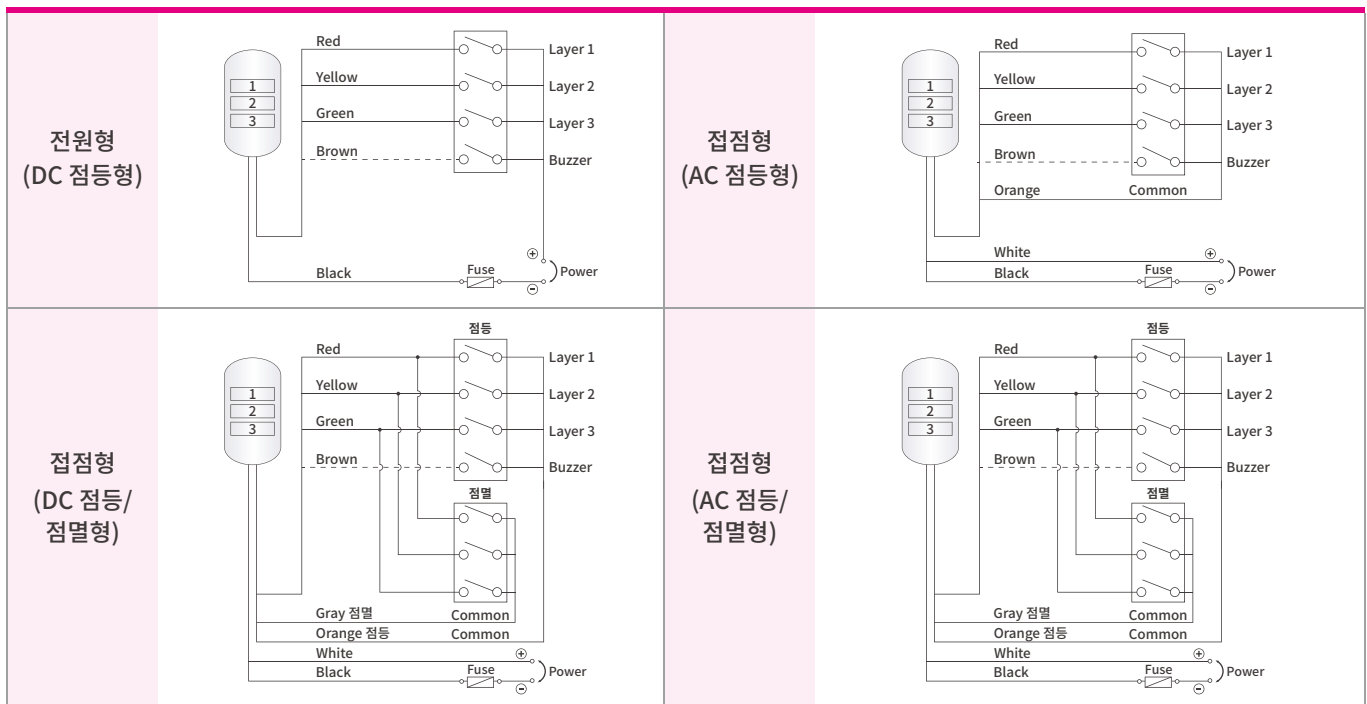 전원형
(DC 점등형)
1
2
3
Red
Yellow
Green
Brown
Layer 1
Layer 2
Layer 3
Buzzer
Black
Fuse
Power
접점형
(AC 점등형)
1
2
3
Red
Yellow
Green
Brown
Orange
Common
Layer 1
Layer 2
Layer 3
Buzzer
White
Black
Fuse
Power
접점형
(DC 점등/
점멸형)
1
2
3
점등
Red
Yellow
Green
Brown
Layer 1
Layer 2
Layer 3
Buzzer
점멸
Gray 점멸 Common
Orange 점등 Common
White
Black
Fuse
Power
접점형
(AC 점등/
점멸형)
1
2
3
점등
Red
Yellow
Green
Brown
Layer 1
Layer 2
Layer 3
Buzzer
점멸
Gray 점멸 Common
Orange 점등 Common
White
Black
Fuse
Power